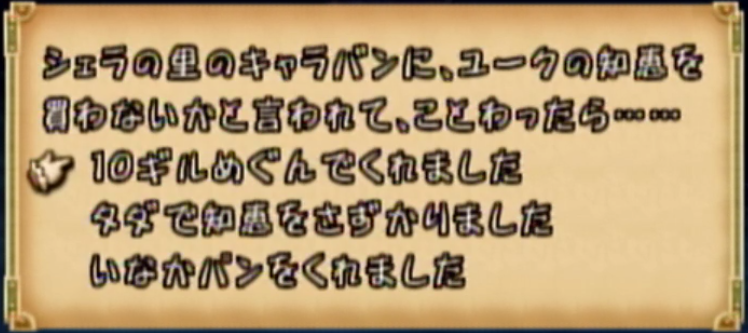 シェラの里のキャラバンに、ユークの知恵を
買わないかと言われて、ことわったら……
10ギルめぐんでくれました
タダで知恵をさずかりました
いなかパンをくれました